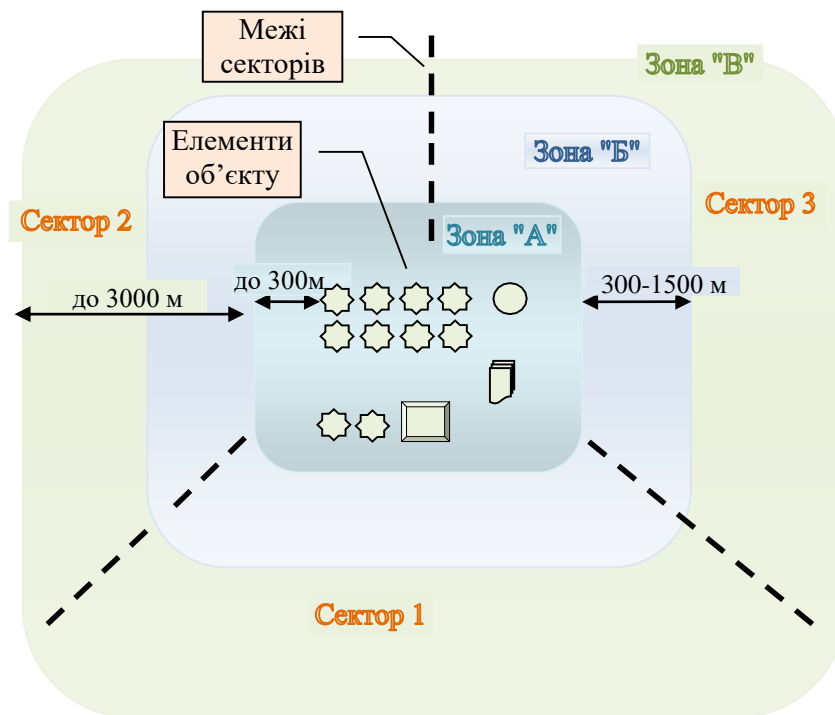 Межі
секторів
Зона "В"
Елементи
об’єкту
Зона "Б"
Сектор 2
Сектор 3
Зона "А"
до 300м
300-1500 м
до 3000 м
Сектор 1